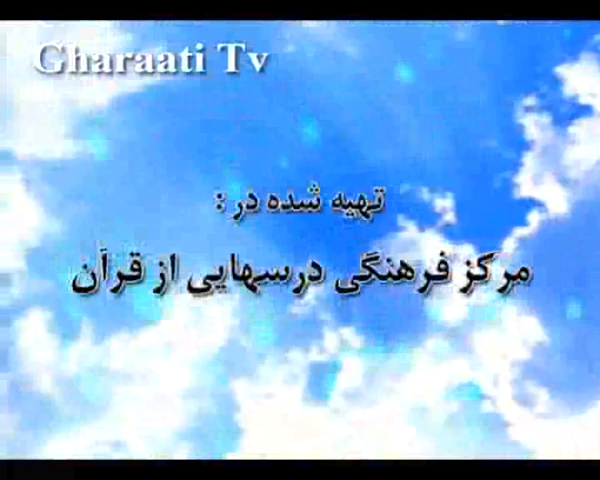 Gharaati Tv
تهیه شده در :
مرکز فرهنگی درسهایی از قرآن